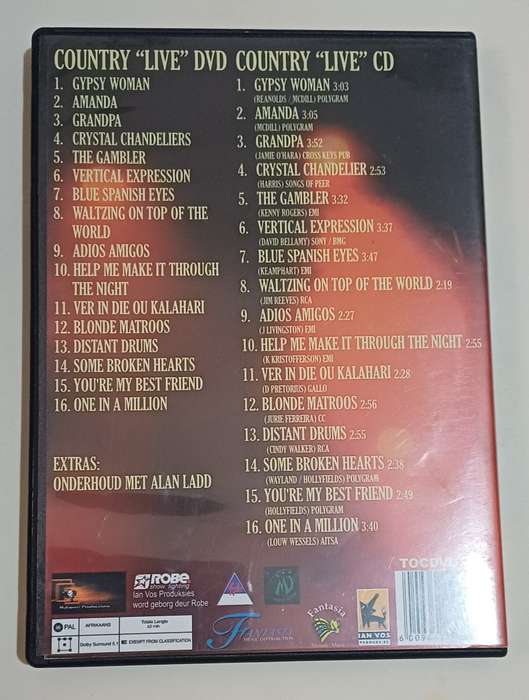 COUNTRY "LIVE" DVD
1. GYPSY WOMAN
2. AMANDA
3. GRANDPA
4. CRYSTAL CHANDELIERS
5. THE GAMBLER
6. VERTICAL EXPRESSION
7. BLUE SPANISH EYES
8. WALTZING ON TOP OF THE
WORLD
9. ADIOS AMIGOS
10. HELP ME MAKE IT THROUGH
THE NIGHT
11. VER IN DIE OU KALAHARI
12. BLONDE MATROOS
13. DISTANT DRUMS
14. SOME BROKEN HEARTS
15. YOU'RE MY BEST FRIEND
16. ONE IN A MILLION
EXTRAS:
ONDERHOUD MET ALAN LADD
COUNTRY "LIVE" CD
1. GYPSY WOMAN 3:03
(REANOLDS / MCDILL) POLYGRAM
2. AMANDA 3:05
(MCDILL) POLYGRAM
3. GRANDPA 3:52
(JAMIE O'HARA) CROSS KEYS PUB
4. CRYSTAL CHANDELIER 2:53
(HARRIS) SONGS OF PEER
5. THE GAMBLER 3:32
(KENNY ROGERS) EMI
6. VERTICAL EXPRESSION 3:37
(DAVID BELLAMY) SONY / BMG
7. BLUE SPANISH EYES 3:47
(KEAMPHART) EMI
8. WALTZING ON TOP OF THE WORLD 2:19
(JIM REEVES) RCA
9. ADIOS AMIGOS 2:27
(J LIVINGSTON) EMI
10. HELP ME MAKE IT THROUGH THE NIGHT 2:55
(K KRISTOFFERSON) EMI
11. VER IN DIE OU KALAHARI 2:28
(D PRETORIUS) GALLO
12. BLONDE MATROOS 2:56
(JURIE FERREIRA) CC
13. DISTANT DRUMS 2:55
(CINDY WALKER) RCA
14. SOME BROKEN HEARTS 2:38
(WAYLAND / HOLLYFIELDS) POLYGRAM
15. YOU'RE MY BEST FRIEND 2:49
(HOLLYFIELDS) POLYGRAM
16. ONE IN A MILLION 3:40
(LOUW WESSELS) AITSA
ROBE
show lighting
Ian Vos Produksies
word geborg deur Robe
PAL
AFRIKAANS
Totale Lengte
Dolby Surround 5.1
EXEMPT FROM CLASSIFICATION
FANTASIA
MUSIC DISTRIBUTION
Fantasia
IAN VOS
TOCDVD